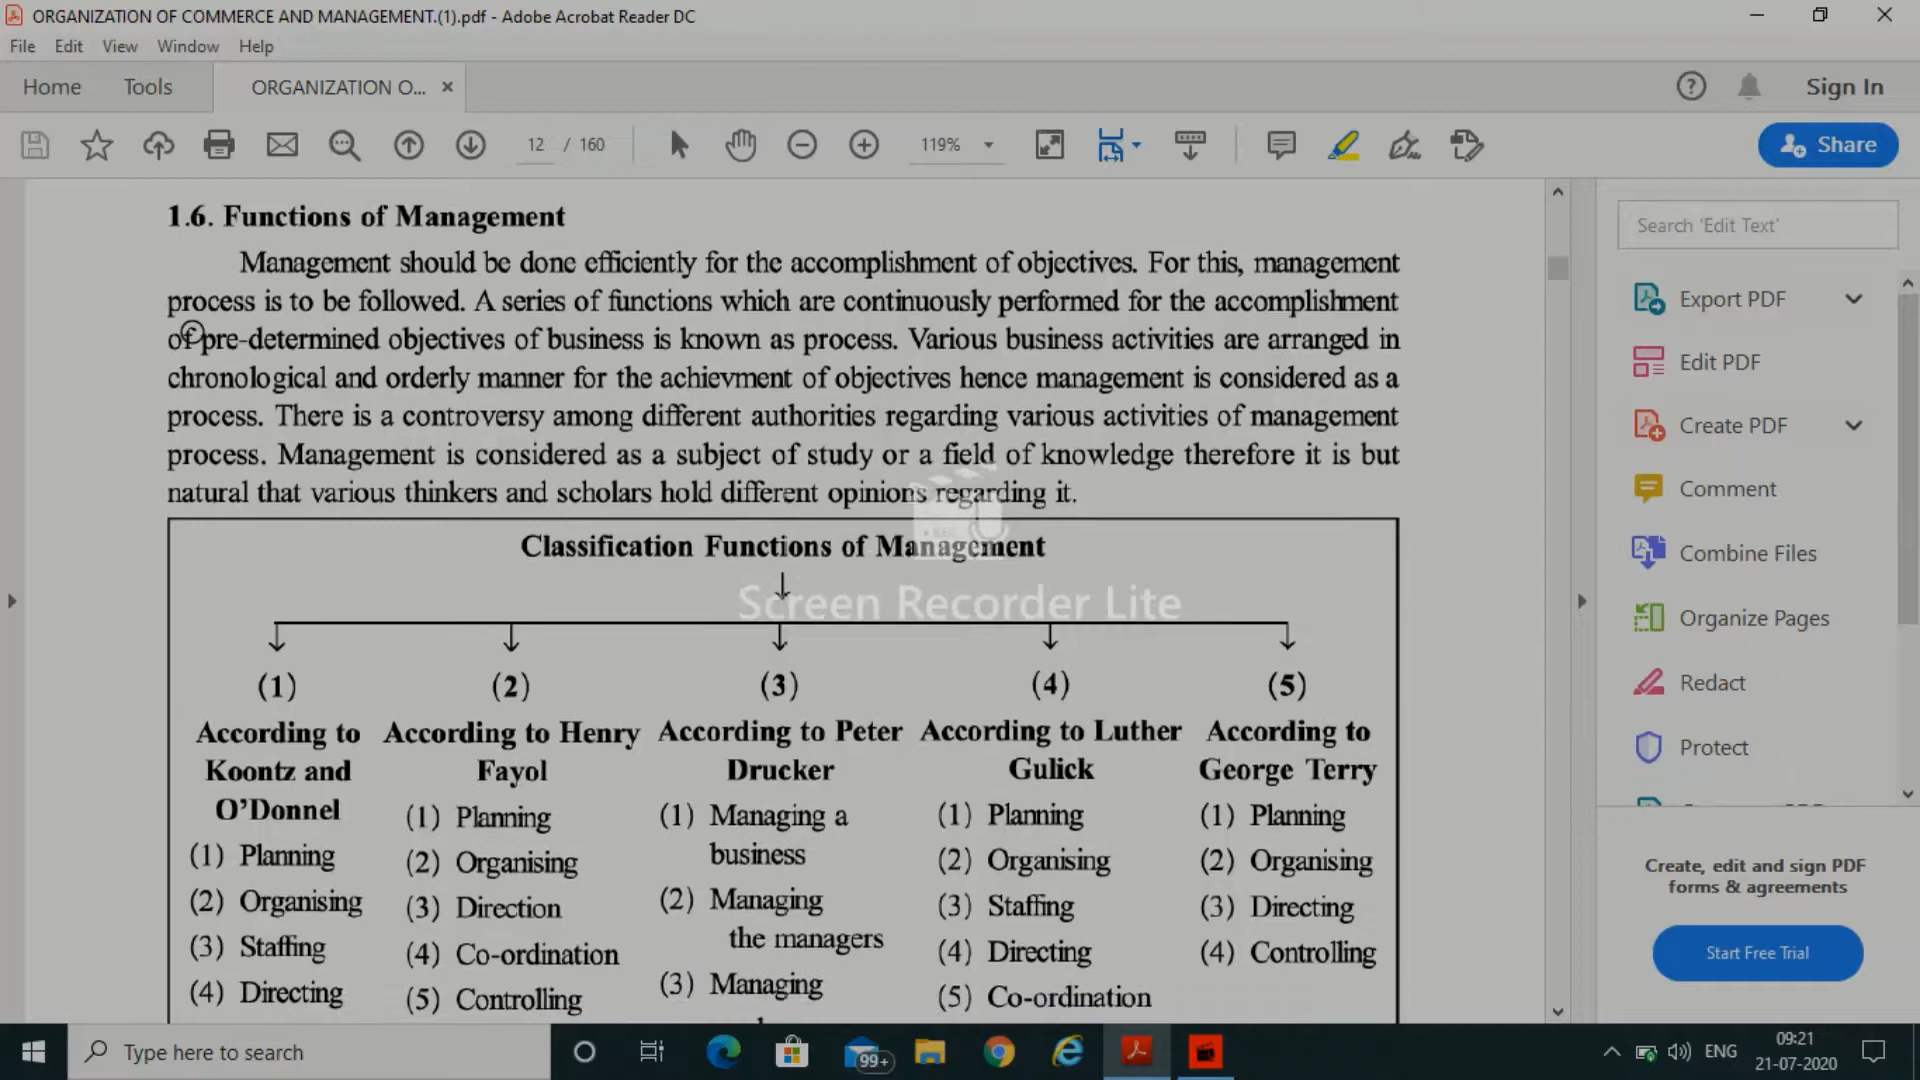 ORGANIZATION OF COMMERCE AND MANAGEMENT.(1).pdf - Adobe Acrobat Reader DC
File Edit View Window Help
Home Tools ORGANIZATION O... × Sign In
12 / 160 119% Share
1.6. Functions of Management
Management should be done efficiently for the accomplishment of objectives. For this, management
process is to be followed. A series of functions which are continuously performed for the accomplishment
of pre-determined objectives of business is known as process. Various business activities are arranged in
chronological and orderly manner for the achievment of objectives hence management is considered as a
process. There is a controversy among different authorities regarding various activities of management
process. Management is considered as a subject of study or a field of knowledge therefore it is but
natural that various thinkers and scholars hold different opinions regarding it.
Classification Functions of Management
Screen Recorder Lite
(1) (2) (3) (4) (5)
According to
Koontz and
O'Donnel
(1) Planning
(2) Organising
(3) Staffing
(4) Directing
According to Henry
Fayol
(1) Planning
(2) Organising
(3) Direction
(4) Co-ordination
(5) Controlling
According to Peter
Drucker
(1) Managing a
business
(2) Managing
the managers
(3) Managing
According to Luther
Gulick
(1) Planning
(2) Organising
(3) Staffing
(4) Directing
(5) Co-ordination
According to
George Terry
(1) Planning
(2) Organising
(3) Directing
(4) Controlling
Search 'Edit Text'
Export PDF
Edit PDF
Create PDF
Comment
Combine Files
Organize Pages
Redact
Protect
Create, edit and sign PDF
forms & agreements
Start Free Trial
Type here to search
99+
ENG
09:21
21-07-2020